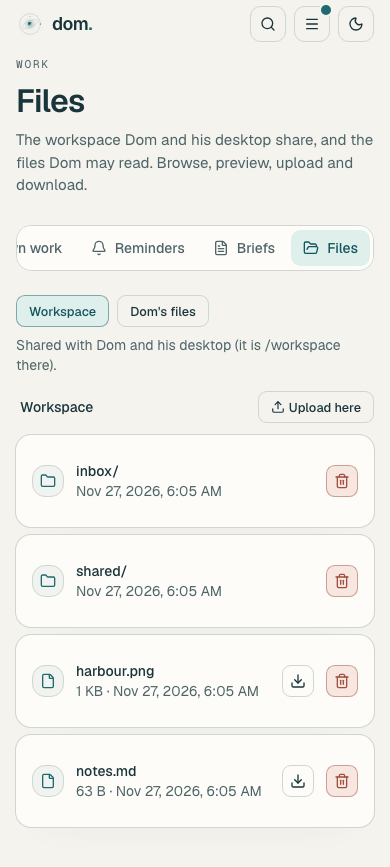 dom.
WORK
Files
The workspace Dom and his desktop share, and the
files Dom may read. Browse, preview, upload and
download.
n work
Reminders
Briefs
Files
Workspace
Dom's files
Shared with Dom and his desktop (it is /workspace
there).
Workspace
Upload here
inbox/
Nov 27, 2026, 6:05 AM
shared/
Nov 27, 2026, 6:05 AM
harbour.png
1 KB · Nov 27, 2026, 6:05 AM
notes.md
63 B · Nov 27, 2026, 6:05 AM